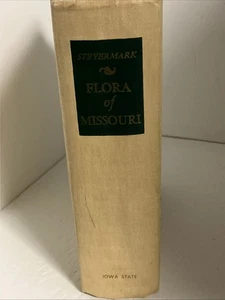 STEYERMARK
FLORA
of
MISSOURI
IOWA STATE